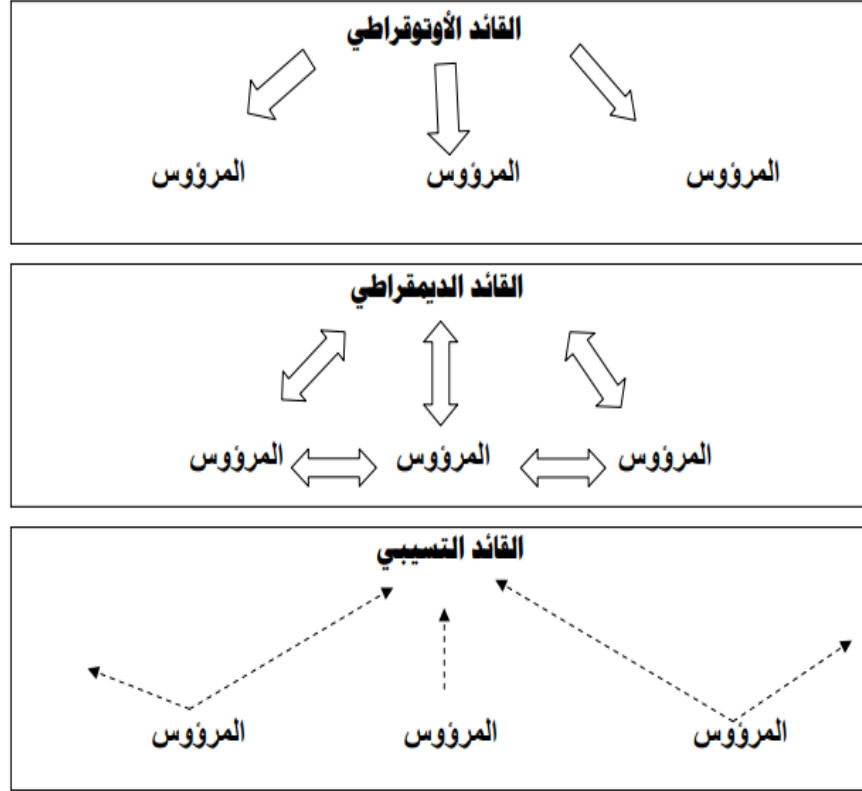 القائد الأوتوقراطي
المرؤوس المرؤوس المرؤوس
القائد الديمقراطي
المرؤوس المرؤوس المرؤوس
القائد التسيبي
المرؤوس المرؤوس المرؤوس